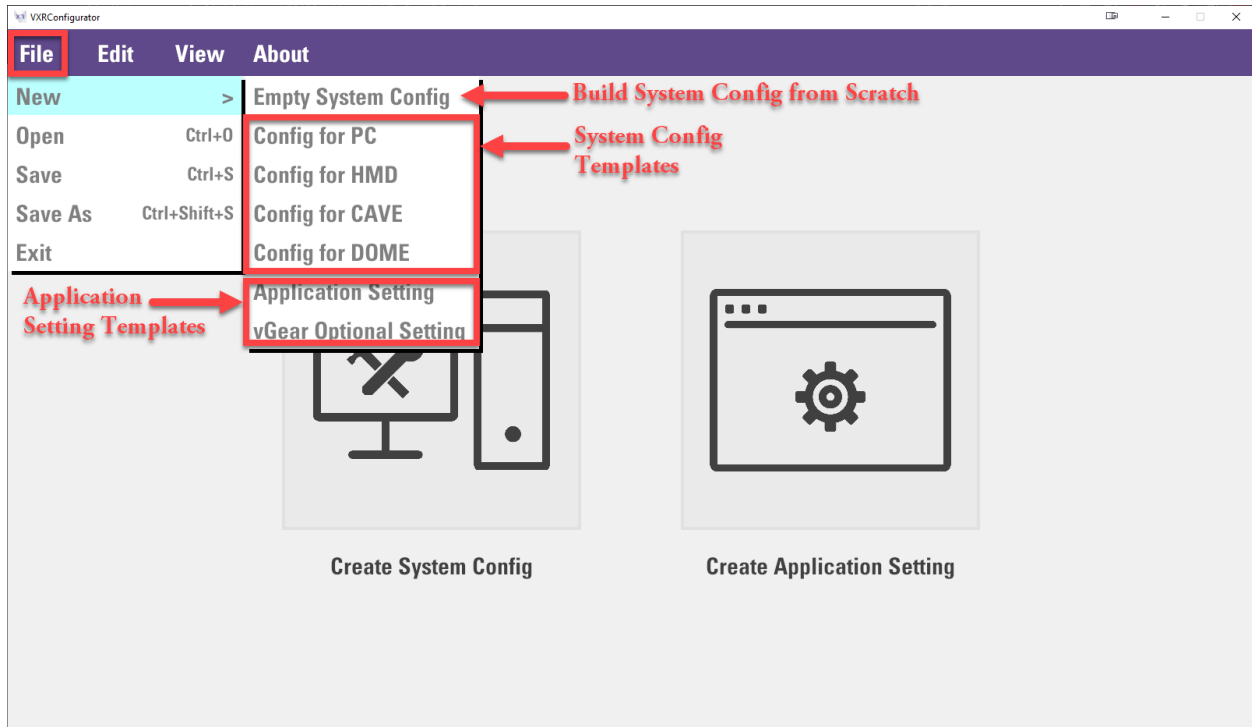 VXRConfigurator
File Edit View About
New > Empty System Config Build System Config from Scratch
Open Ctrl+O Config for PC System Config
Templates
Save Ctrl+S Config for HMD
Save As Ctrl+Shift+S Config for CAVE
Exit Config for DOME
Application Application Setting
Setting Templates vGear Optional Setting
Create System Config Create Application Setting